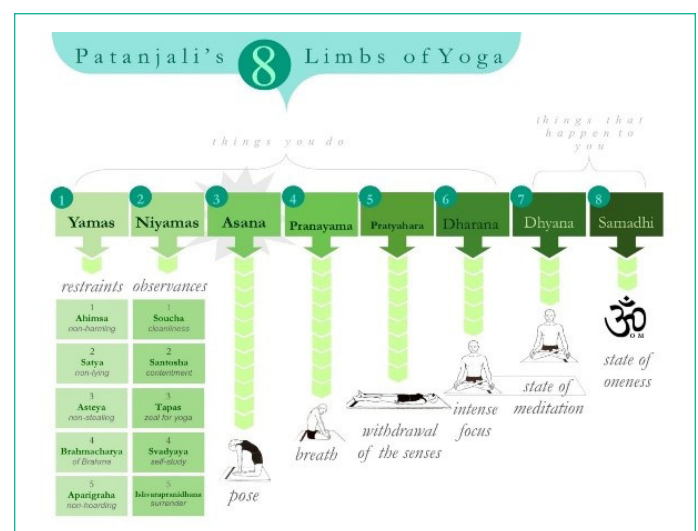 Patanjali's 8 Limbs of Yoga
things you do
things that
happen to
you
1 2 3 4 5 6 7 8
Yamas Niyamas Asana Pranayama Pratyahara Dharana Dhyana Samadhi
restraints observances
1 1
Ahimsa Soucha
non-harming cleanliness
2 2
Satya Santosha
non-lying contentment
3 3
Asteya Tapas
non-stealing zeal for yoga
4 4
Brahmacharya Svadyaya
of Brahma self-study
5 5
Aparigraha Ishvarapranidhana
non-hoarding surrender
pose
breath
withdrawal
of the senses
intense
focus
state of
meditation
ॐ
OM
state of
oneness